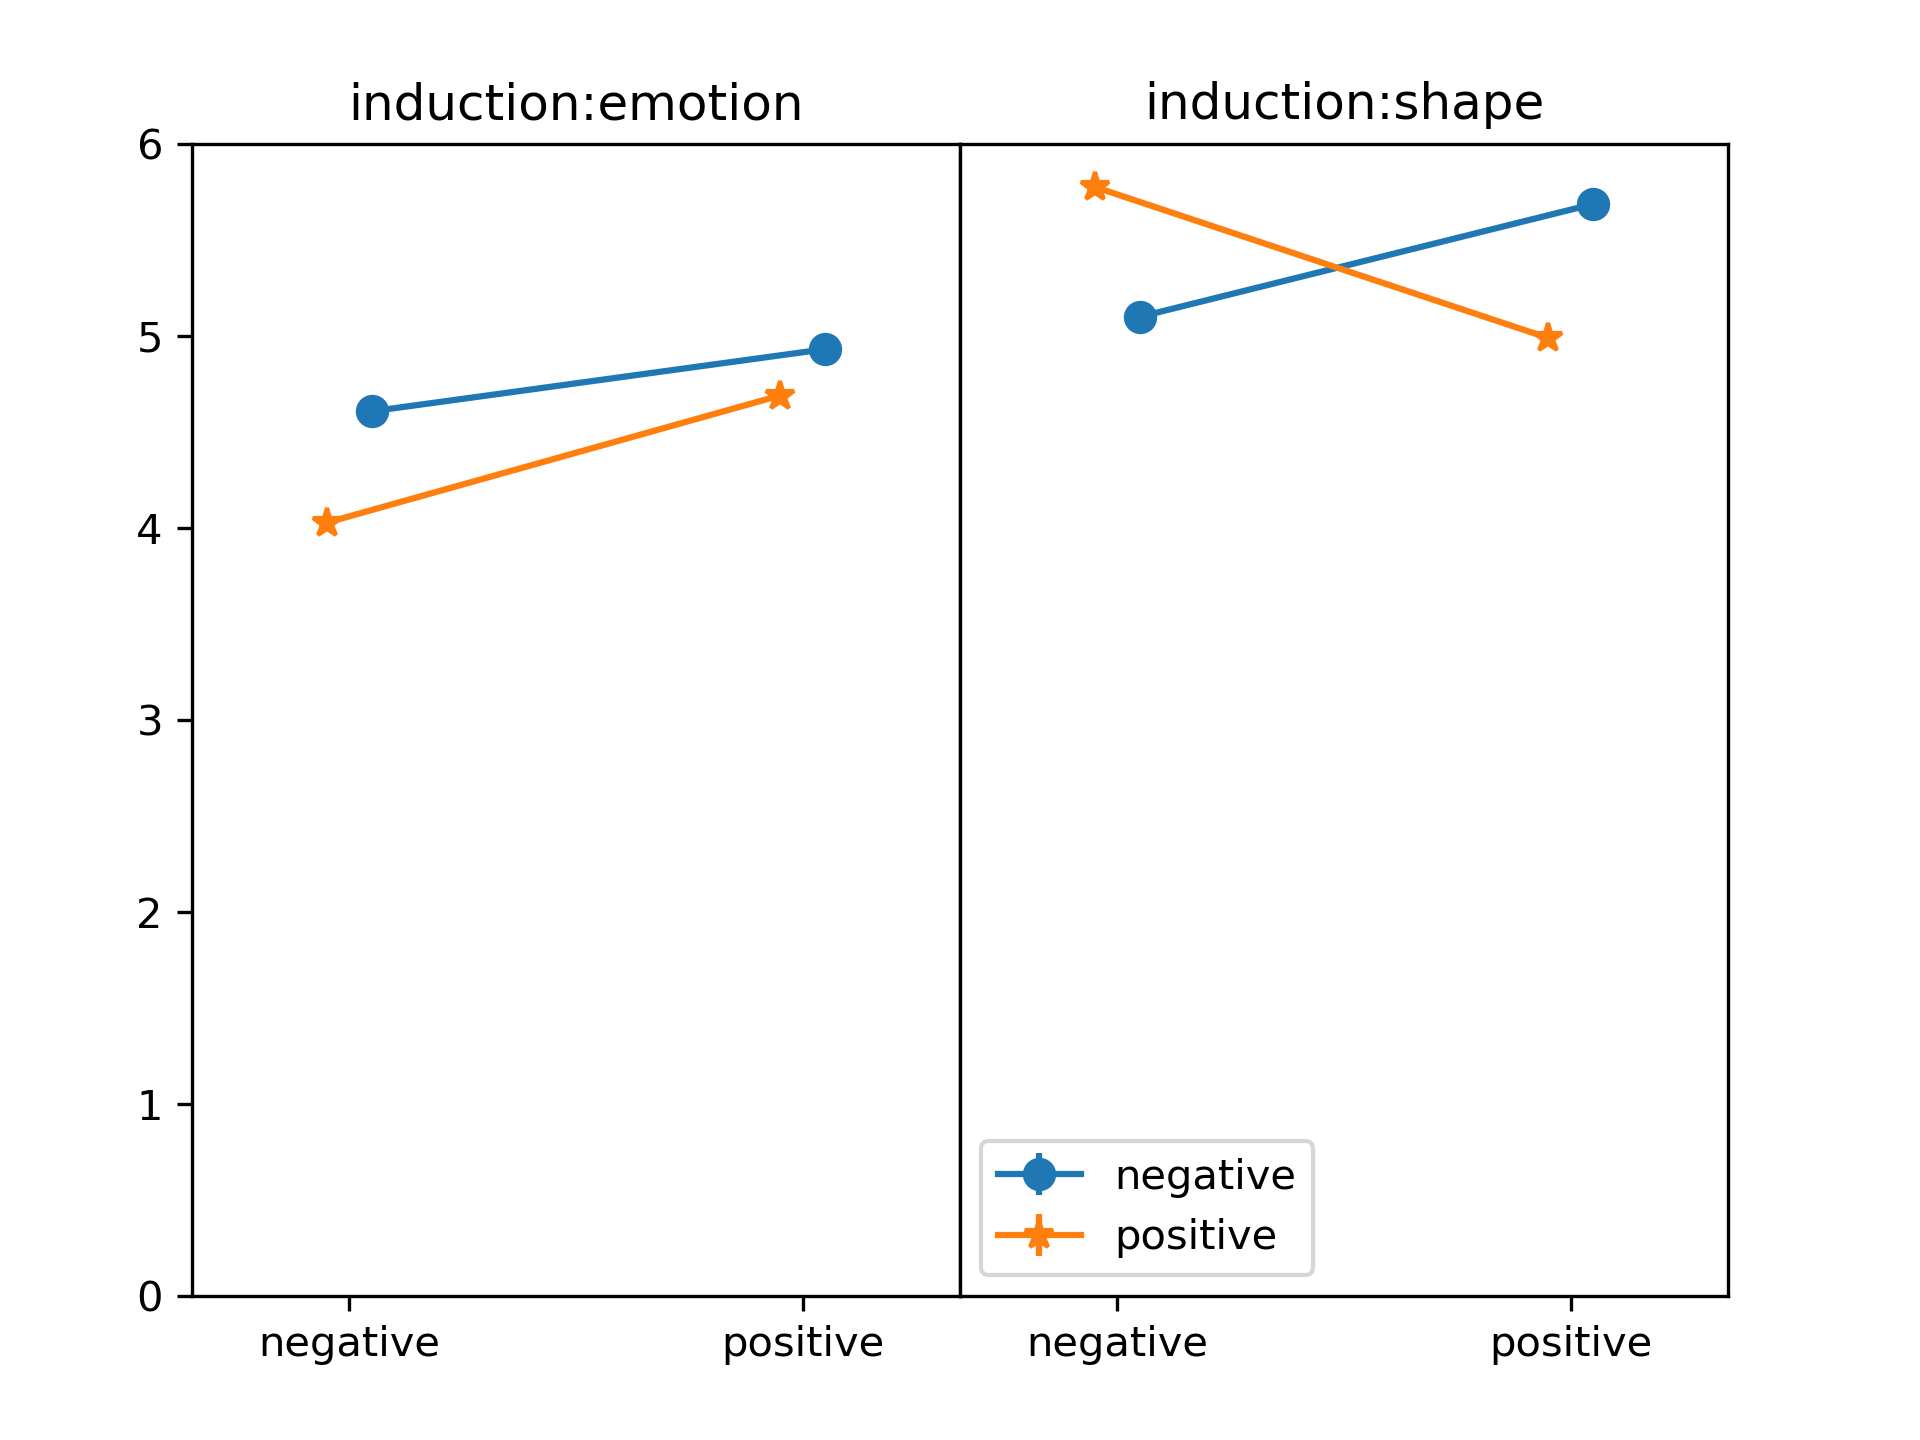 induction:emotion
induction:shape
6
5
4
3
2
1
0
negative
positive
negative
positive
negative
positive